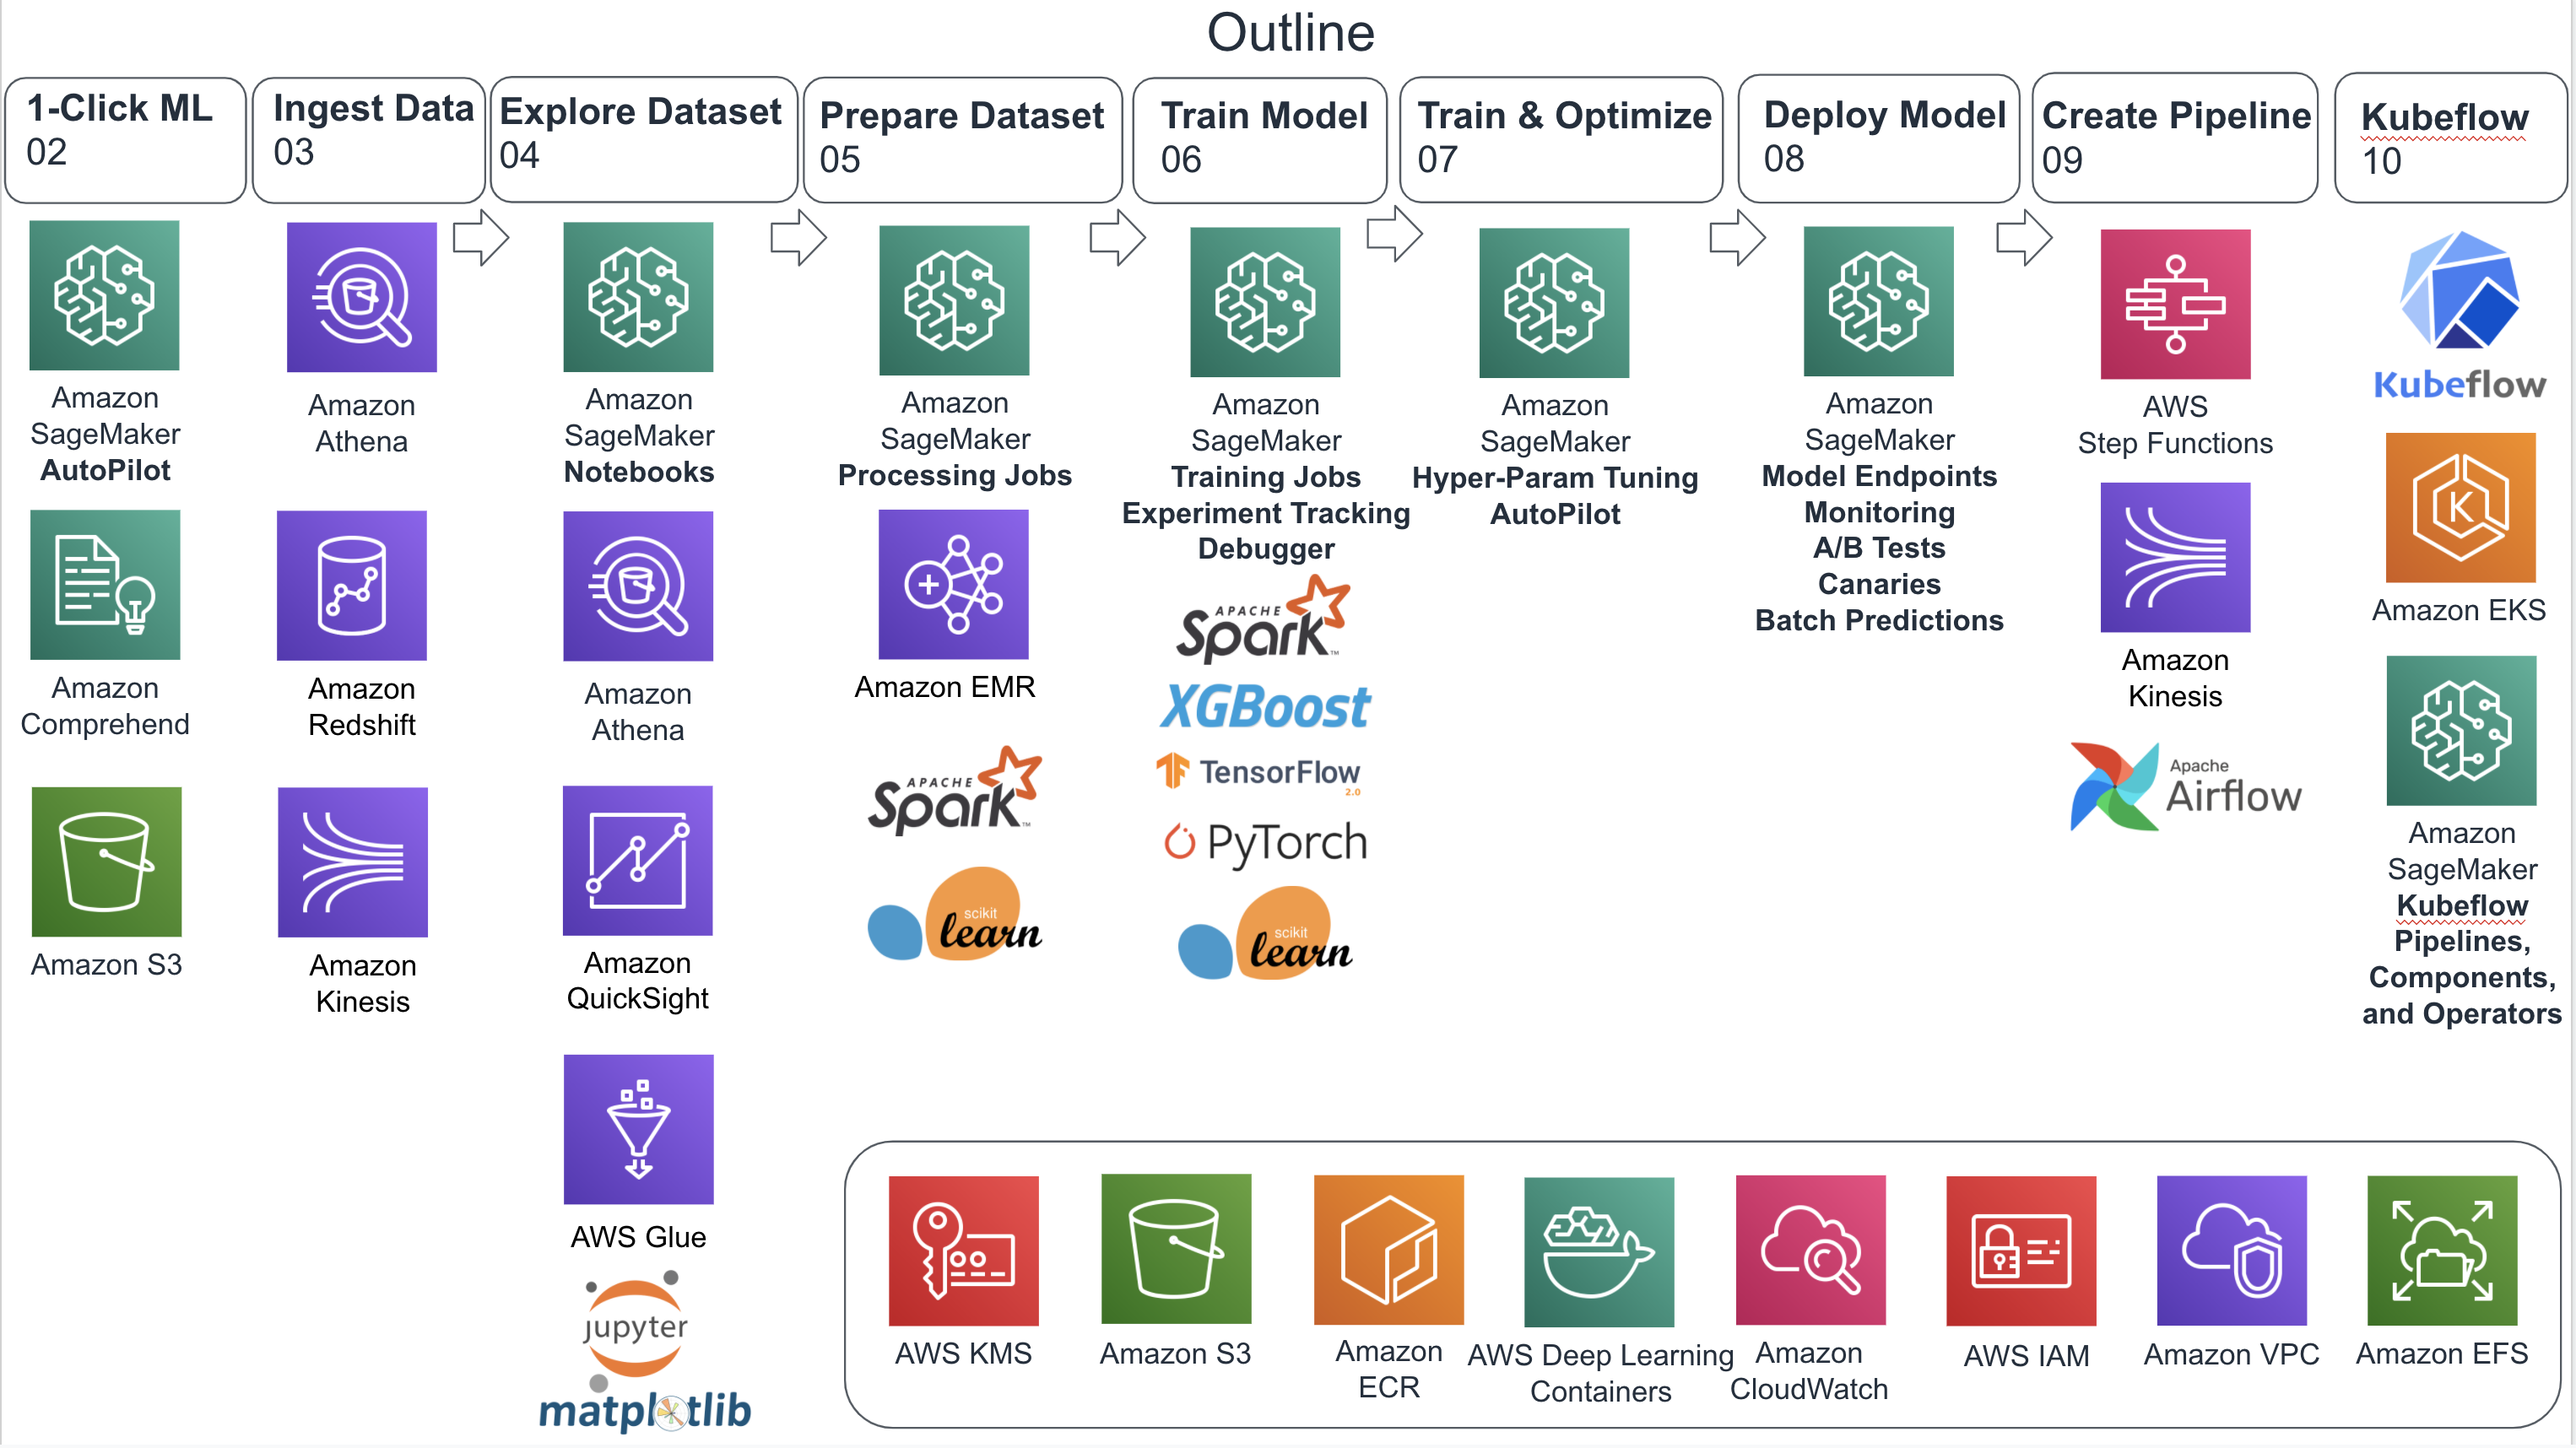 Outline
1-Click ML
02
Ingest Data
03
Explore Dataset
04
Prepare Dataset
05
Train Model
06
Train & Optimize
07
Deploy Model
08
Create Pipeline
09
Kubeflow
10
Amazon
SageMaker
AutoPilot
Amazon
Comprehend
Amazon S3
Amazon
Athena
Amazon
Redshift
Amazon
Kinesis
Amazon
SageMaker
Notebooks
Amazon
Athena
Amazon
QuickSight
AWS Glue
jupyter
matplotlib
Amazon
SageMaker
Processing Jobs
Amazon EMR
APACHE
Spark™
scikit
learn
Amazon
SageMaker
Training Jobs
Experiment Tracking
Debugger
APACHE
Spark™
XGBoost
TensorFlow
2.0
PyTorch
scikit
learn
Amazon
SageMaker
Hyper-Param Tuning
AutoPilot
Amazon
SageMaker
Model Endpoints
Monitoring
A/B Tests
Canaries
Batch Predictions
AWS
Step Functions
Amazon
Kinesis
Apache
Airflow
Kubeflow
K
Amazon EKS
Amazon
SageMaker
Kubeflow
Pipelines,
Components,
and Operators
AWS KMS
Amazon S3
Amazon
ECR
AWS Deep Learning
Containers
Amazon
CloudWatch
AWS IAM
Amazon VPC
Amazon EFS